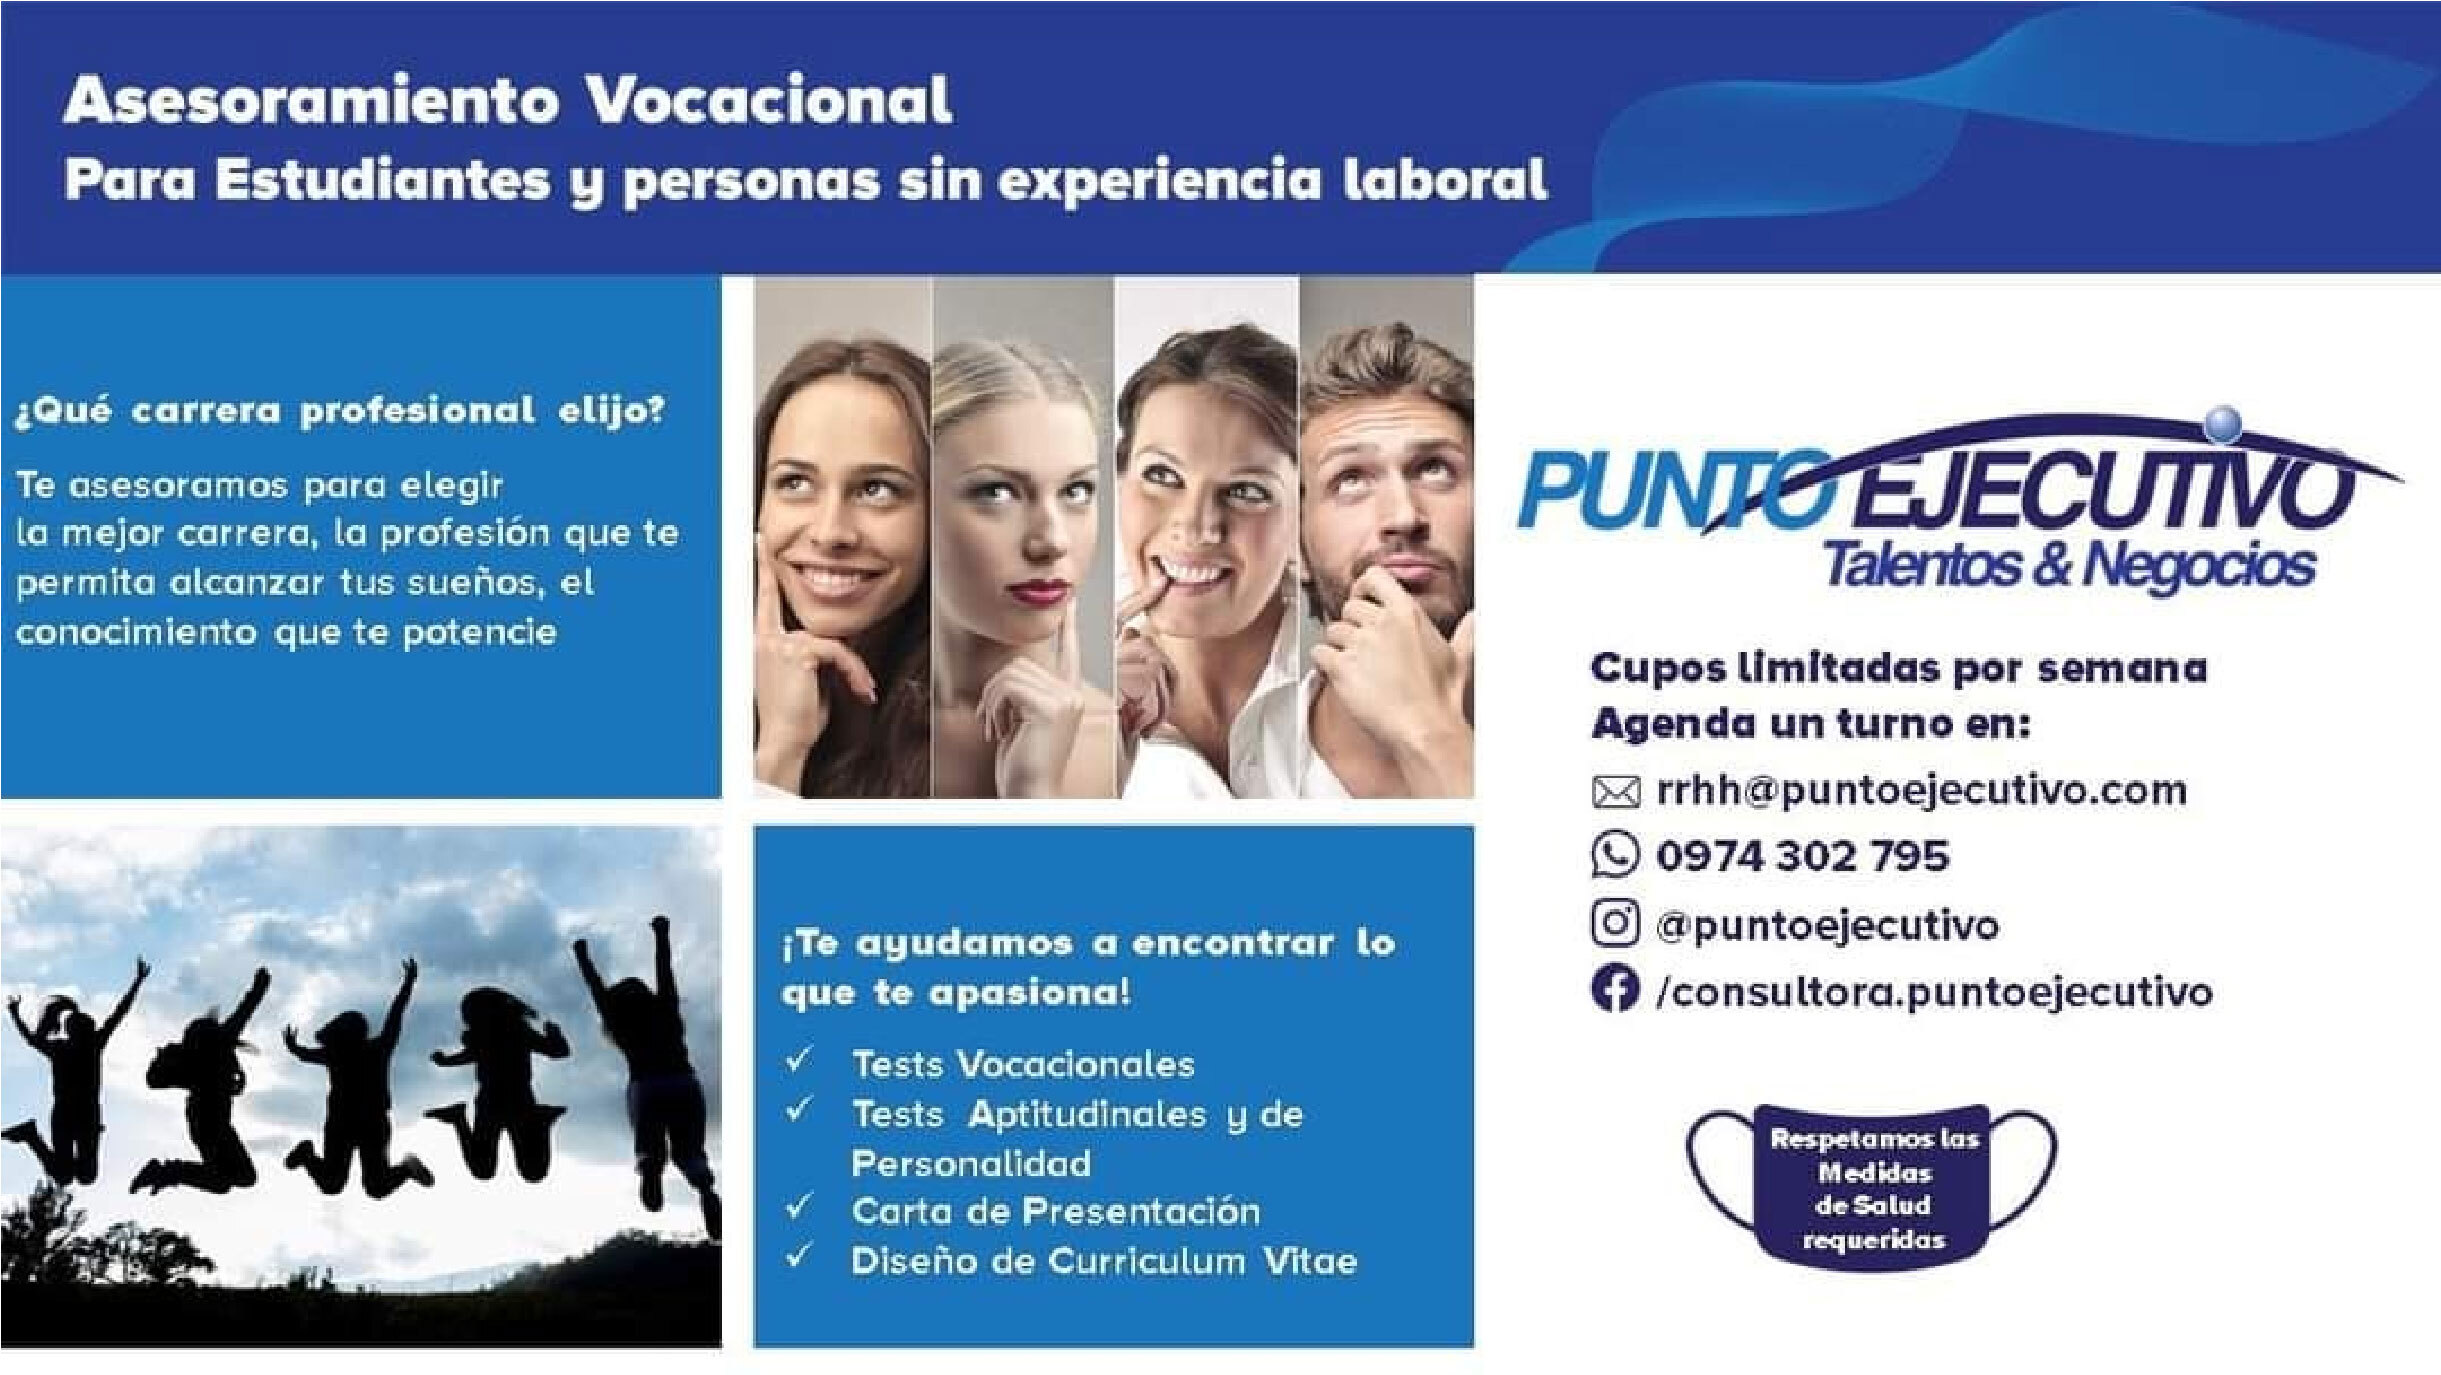 Asesoramiento Vocacional
Para Estudiantes y personas sin experiencia laboral
¿Qué carrera profesional elijo?
Te asesoramos para elegir
la mejor carrera, la profesión que te
permita alcanzar tus sueños, el
conocimiento que te potencie
¡Te ayudamos a encontrar lo
que te apasiona!
✓ Tests Vocacionales
✓ Tests Aptitudinales y de
Personalidad
✓ Carta de Presentación
✓ Diseño de Curriculum Vitae
PUNTO EJECUTIVO
Talentos & Negocios
Cupos limitadas por semana
Agenda un turno en:
rrhh@puntoejecutivo.com
0974 302 795
@puntoejecutivo
/consultora.puntoejecutivo
Respetamos las
Medidas
de Salud
requeridas